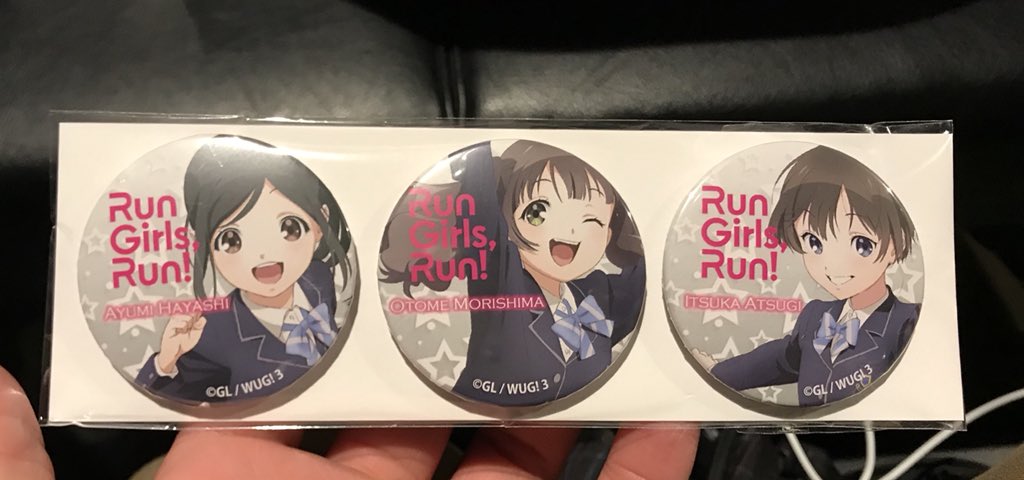 Run
Girls,
Run!
AYUMI HAYASHI
©GL / WUG! 3
Run
Girls,
Run!
OTOME MORISHIMA
©GL / WUG! 3
Run
Girls,
Run!
ITSUKA ATSUGI
©GL / WUG! 3